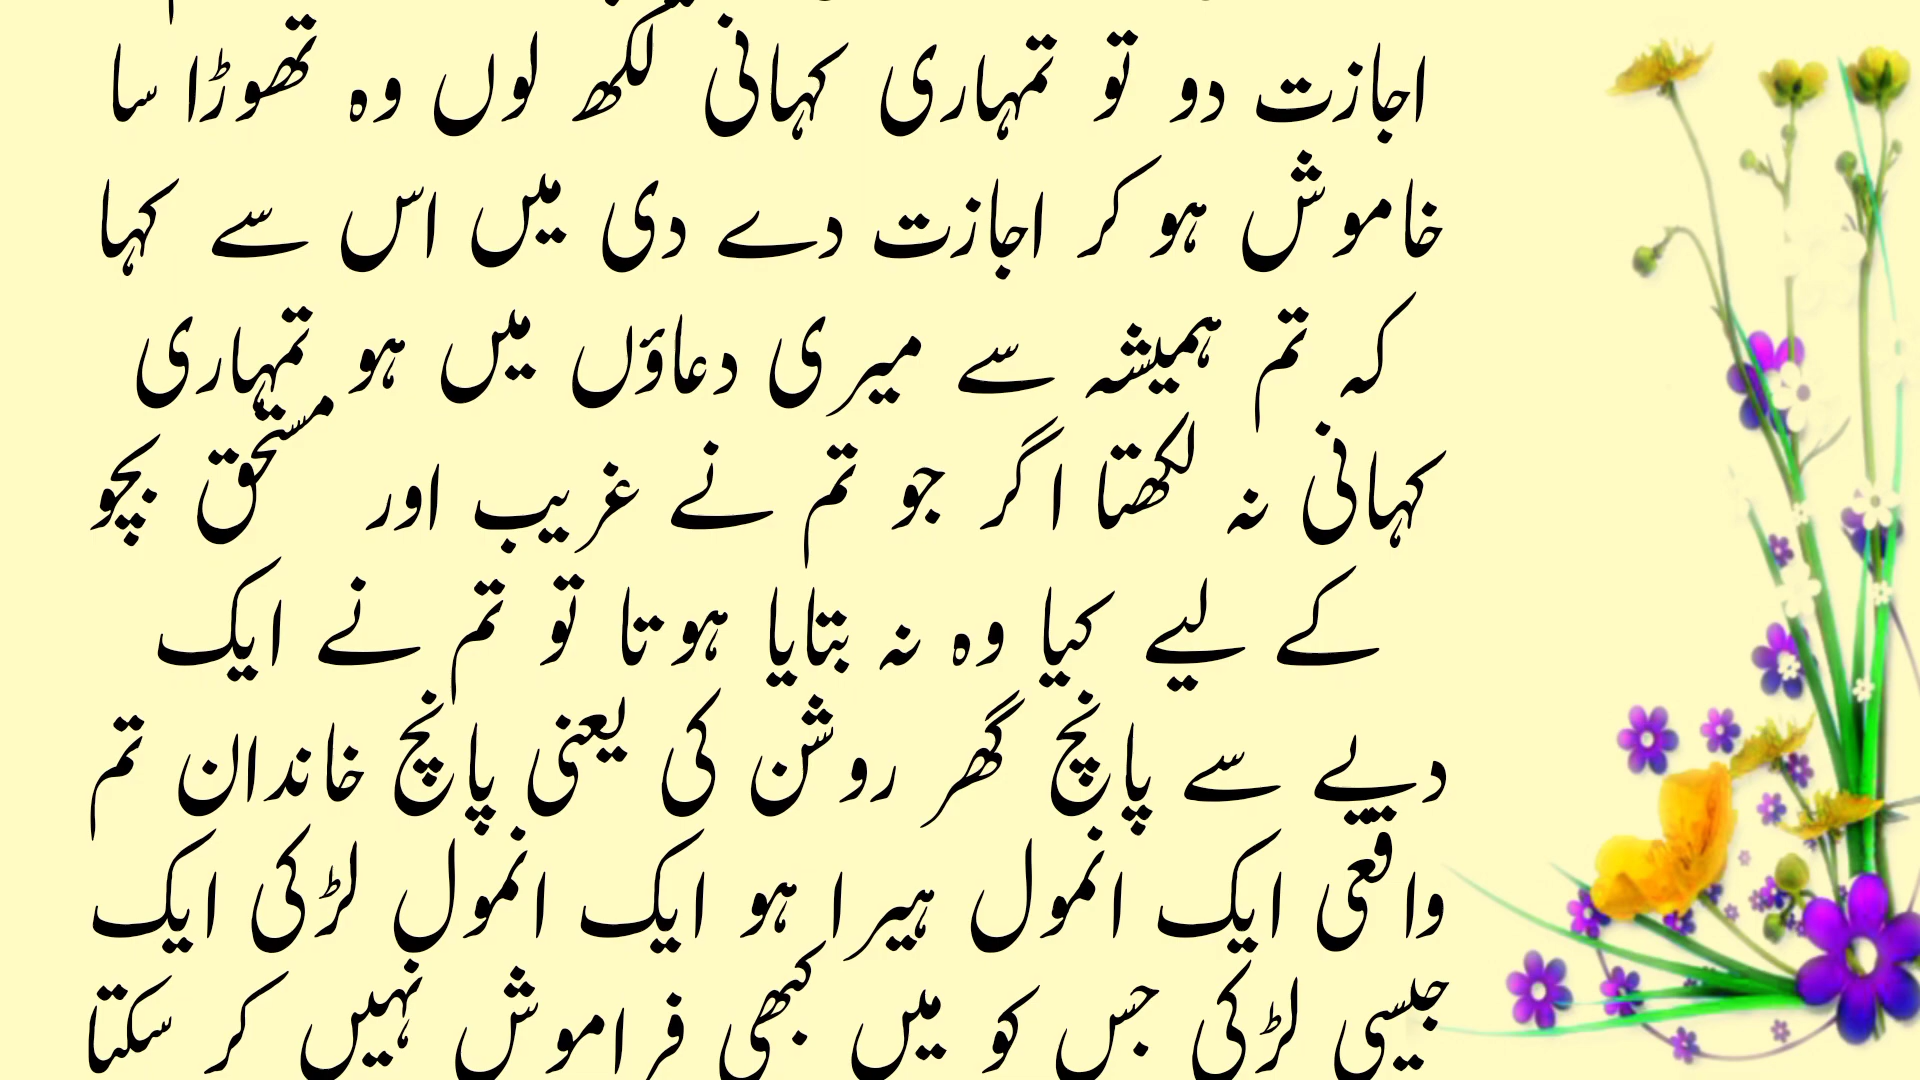 اجازت دو تو تمہاری کہانی لکھ لوں وہ تھوڑا سا
خاموش ہو کر اجازت دے دی میں اس سے کہا
کہ تم ہمیشہ سے میری دعاؤں میں ہو تمہاری
کہانی نہ لکھتا اگر جو تم نے غریب اور مستحق بچو
کے لیے کیا وہ نہ بتایا ہوتا تو تم نے ایک
دیے سے پانچ گھر روشن کی یعنی پانچ خاندان تم
واقعی ایک انمول ہیرا ہو ایک انمول لڑکی ایک
جیسی لڑکی جس کو میں کبھی فراموش نہیں کر سکتا